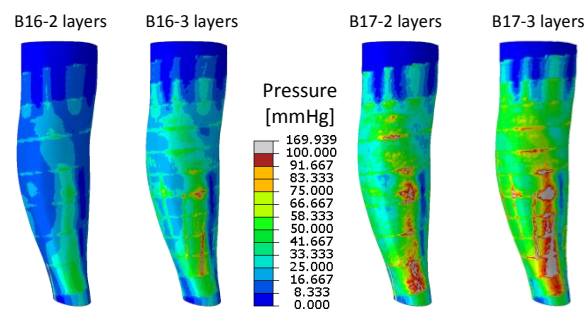 B16-2 layers
B16-3 layers
B17-2 layers
B17-3 layers
Pressure
[mmHg]
169.939
100.000
91.667
83.333
75.000
66.667
58.333
50.000
41.667
33.333
25.000
16.667
8.333
0.000